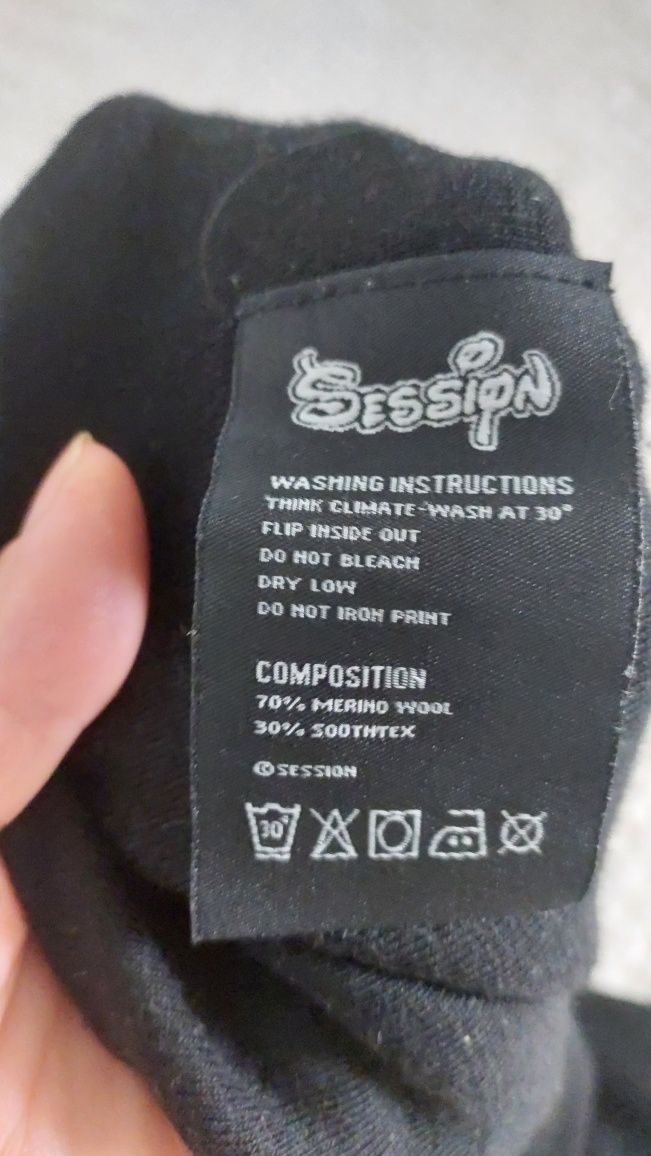 SESSION
WASHING INSTRUCTIONS
THINK CLIMATE-WASH AT 30°
FLIP INSIDE OUT
DO NOT BLEACH
DRY LOW
DO NOT IRON PRINT
COMPOSITION
70% MERINO WOOL
30% SOOTHTEX
©SESSION
30°